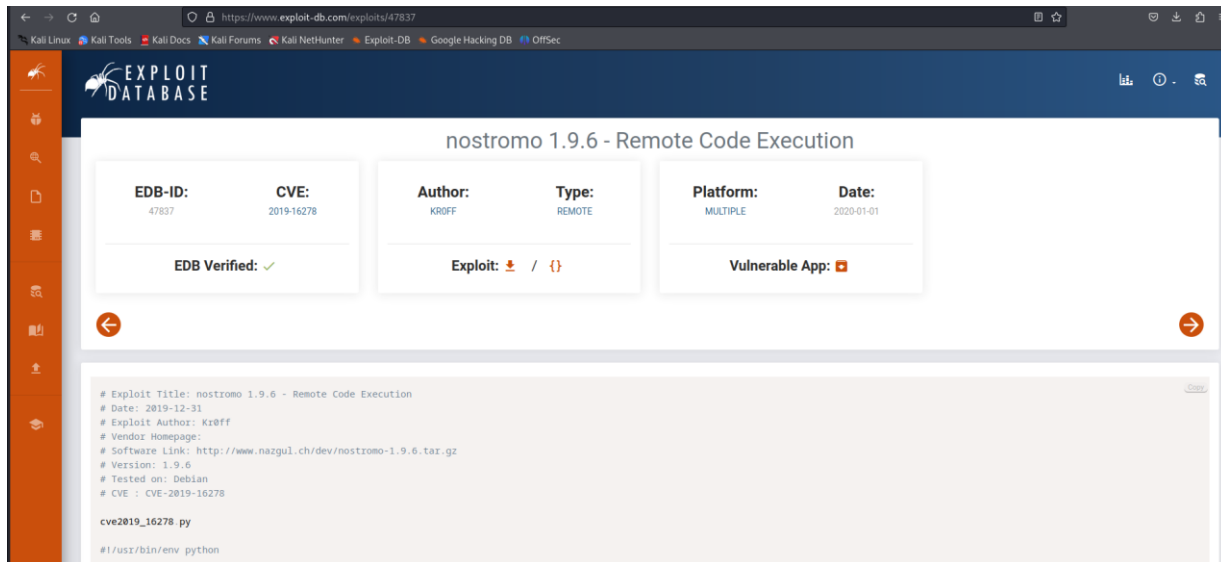 https://www.exploit-db.com/exploits/47837
Kali Linux Kali Tools Kali Docs Kali Forums Kali NetHunter Exploit-DB Google Hacking DB OffSec
EXPLOIT
DATABASE
nostromo 1.9.6 - Remote Code Execution
EDB-ID: CVE: Author: Type: Platform: Date:
47837 2019-16278 KR0FF REMOTE MULTIPLE 2020-01-01
EDB Verified: ✓ Exploit: / {} Vulnerable App:
Copy
# Exploit Title: nostromo 1.9.6 - Remote Code Execution
# Date: 2019-12-31
# Exploit Author: Kr0ff
# Vendor Homepage:
# Software Link: http://www.nazgul.ch/dev/nostromo-1.9.6.tar.gz
# Version: 1.9.6
# Tested on: Debian
# CVE : CVE-2019-16278
cve2019_16278.py
#!/usr/bin/env python